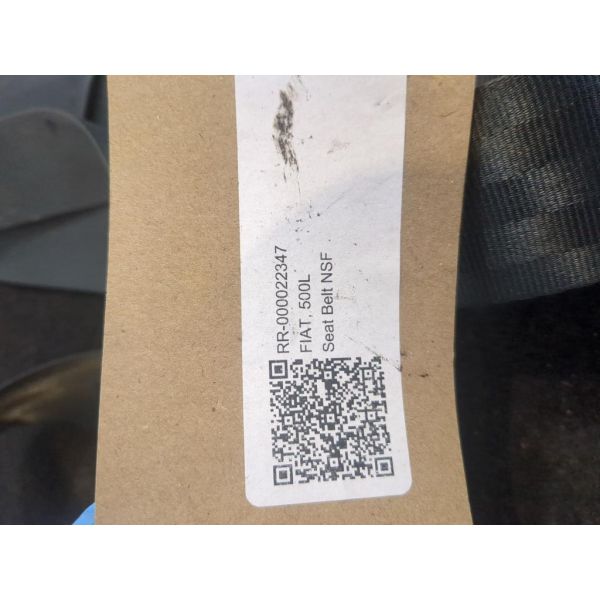 RR-000022347
FIAT, 500L
Seat Belt NSF